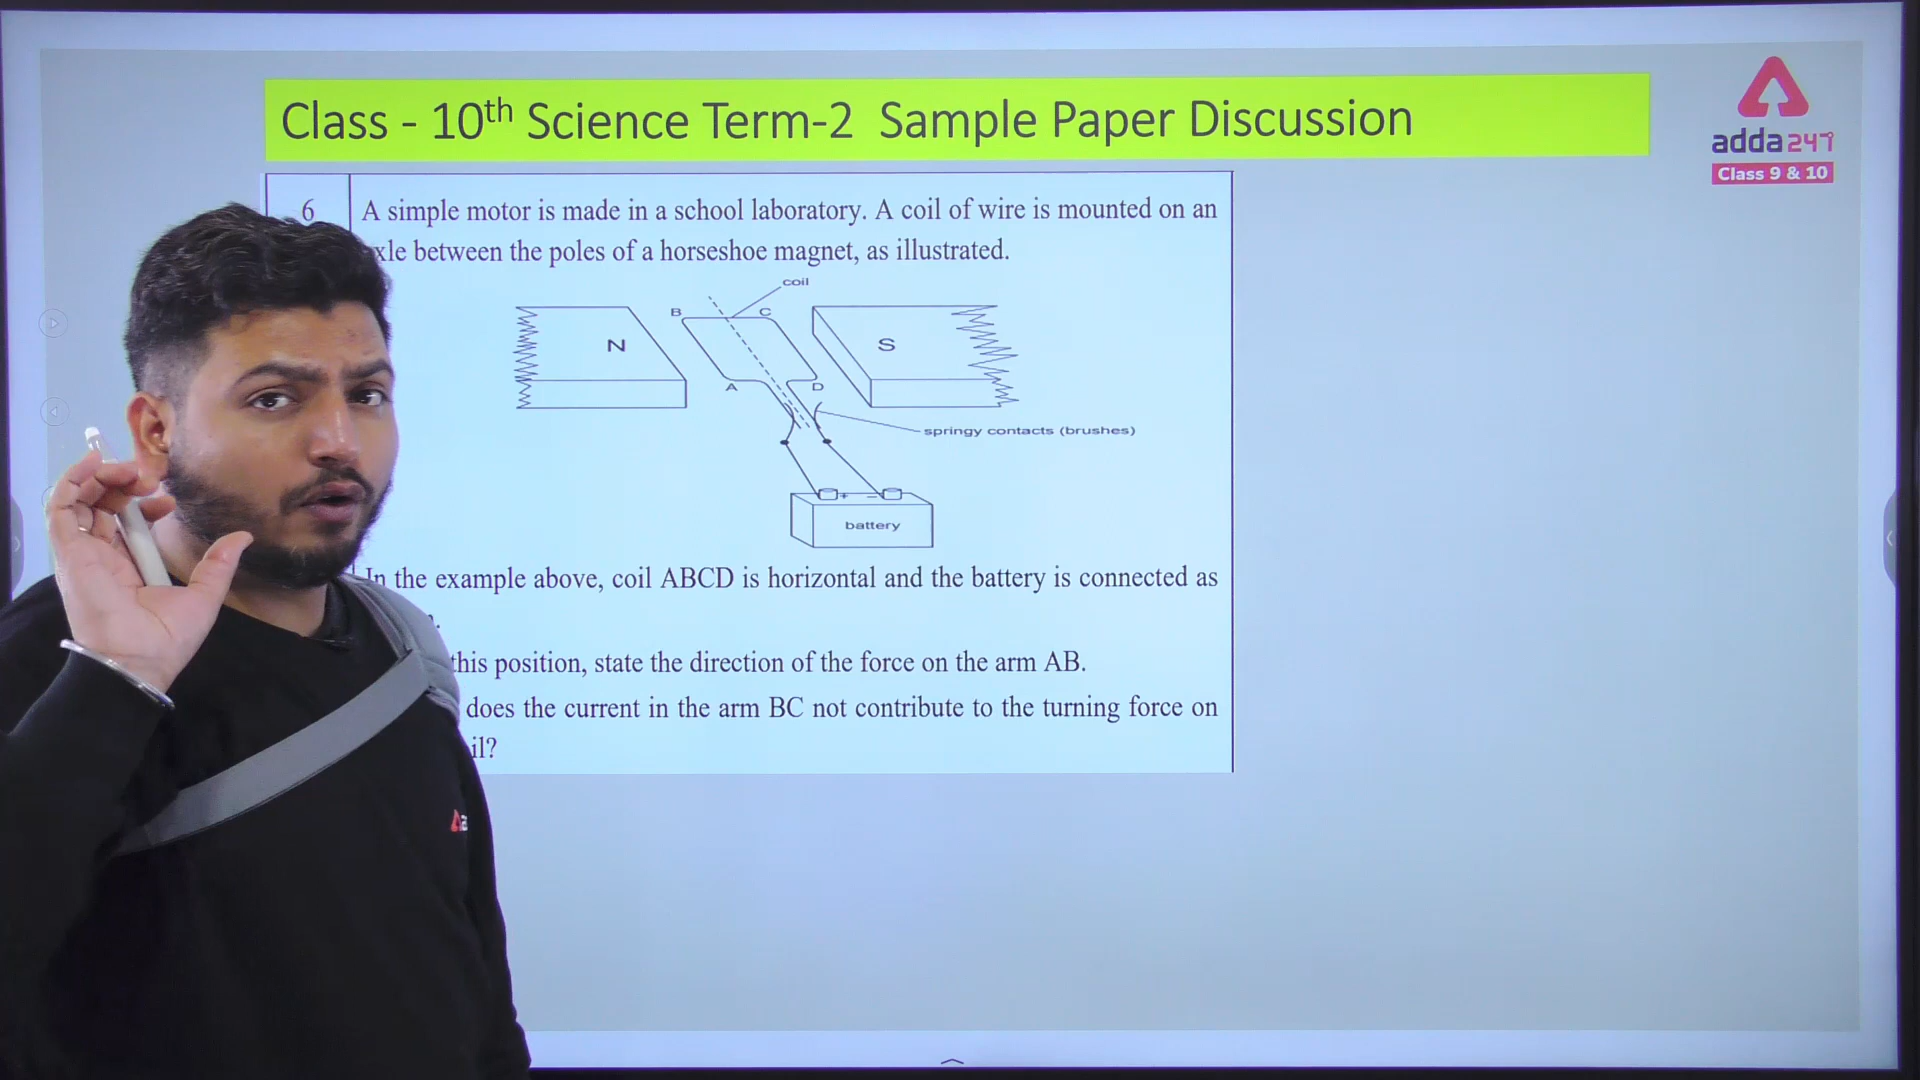 Class - 10th Science Term-2 Sample Paper Discussion
adda247
Class 9 & 10
6
A simple motor is made in a school laboratory. A coil of wire is mounted on an
xle between the poles of a horseshoe magnet, as illustrated.
coil
B
C
N
S
A
D
springy contacts (brushes)
+
−
battery
In the example above, coil ABCD is horizontal and the battery is connected as
this position, state the direction of the force on the arm AB.
does the current in the arm BC not contribute to the turning force on
il?